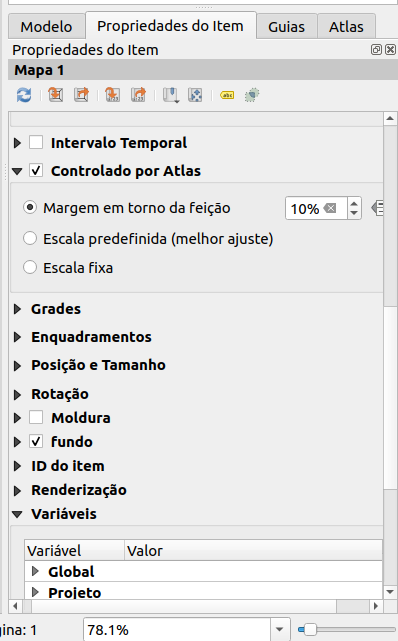 Modelo Propriedades do Item Guias Atlas
Propriedades do Item
Mapa 1
abc
Intervalo Temporal
Controlado por Atlas
Margem em torno da feição 10%
Escala predefinida (melhor ajuste)
Escala fixa
Grades
Enquadramentos
Posição e Tamanho
Rotação
Moldura
fundo
ID do item
Renderização
Variáveis
Variável Valor
Global
Projeto
gina: 1 78.1%